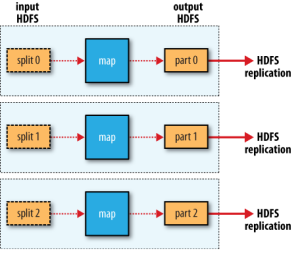 input output
HDFS HDFS
split 0 map part 0 HDFS
replication
split 1 map part 1 HDFS
replication
split 2 map part 2 HDFS
replication